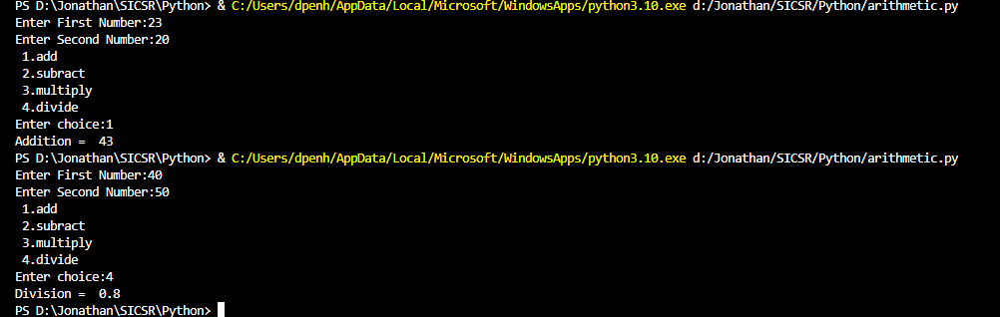 PS D:\Jonathan\SICSR\Python> & C:/Users/dpenh/AppData/Local/Microsoft/WindowsApps/python3.10.exe d:/Jonathan/SICSR/Python/arithmetic.py
Enter First Number:23
Enter Second Number:20
 1.add
 2.subract
 3.multiply
 4.divide
Enter choice:1
Addition =  43
PS D:\Jonathan\SICSR\Python> & C:/Users/dpenh/AppData/Local/Microsoft/WindowsApps/python3.10.exe d:/Jonathan/SICSR/Python/arithmetic.py
Enter First Number:40
Enter Second Number:50
 1.add
 2.subract
 3.multiply
 4.divide
Enter choice:4
Division =  0.8
PS D:\Jonathan\SICSR\Python>